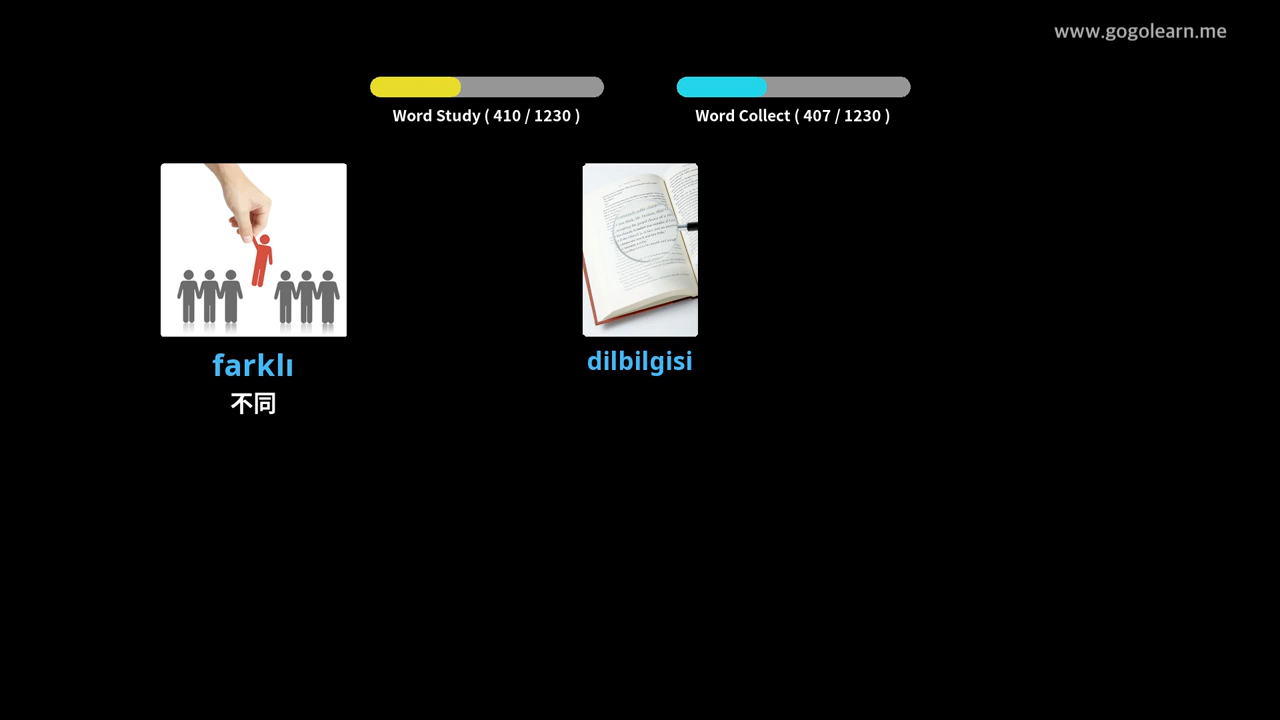 www.gogolearn.me
Word Study ( 410 / 1230 )
Word Collect ( 407 / 1230 )
farklı
不同
dilbilgisi